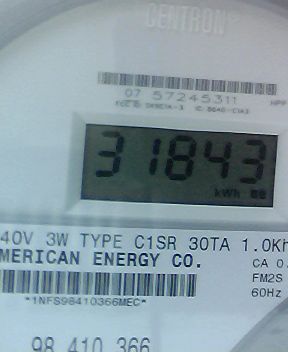 CENTRON
07 57245311
31843
kWh
40V 3W TYPE C1SR 30TA 1.0Kh
MERICAN ENERGY CO.
CA 0.
FM2S
60Hz
*1NFS98410366MEC*
98 410 366